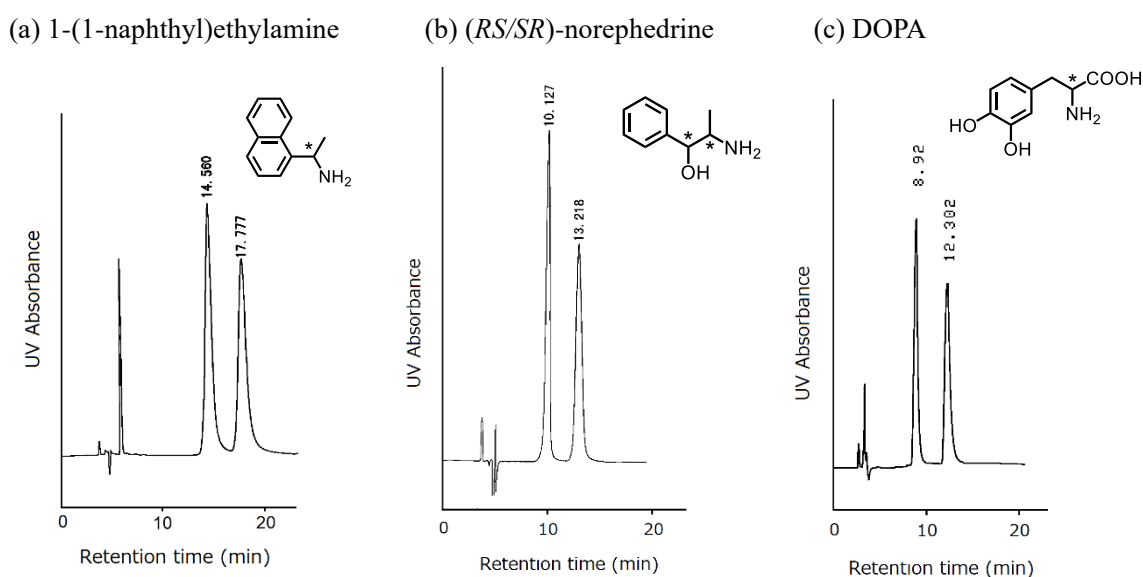 (a) 1-(1-naphthyl)ethylamine
(b) (RS/SR)-norephedrine
(c) DOPA
14.560
17.777
*
NH2
UV Absorbance
0
10
20
Retention time (min)
10.127
13.218
*
*
NH2
OH
UV Absorbance
0
10
20
Retention time (min)
8.92
12.302
*
COOH
NH2
HO
OH
UV Absorbance
0
10
20
Retention time (min)